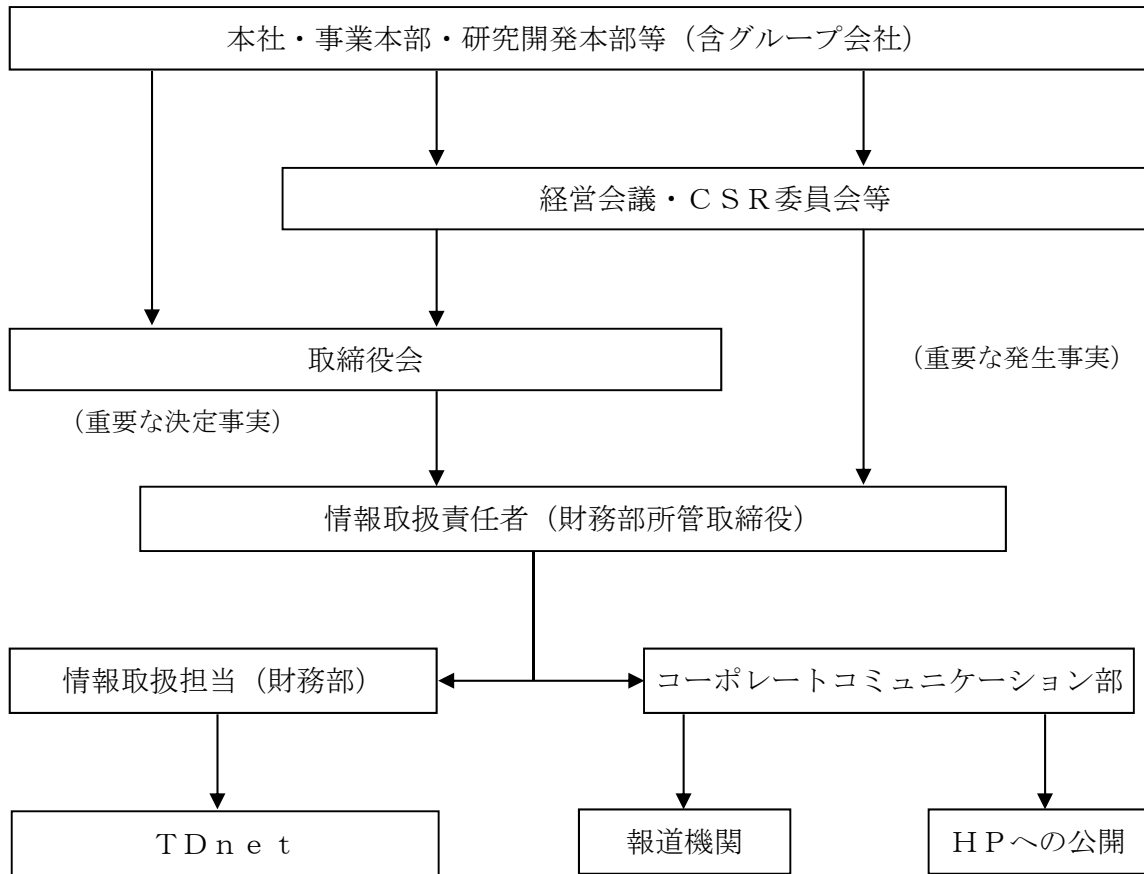 本社・事業本部・研究開発本部等（含グループ会社）
経営会議・ＣＳＲ委員会等
取締役会
（重要な発生事実）
（重要な決定事実）
情報取扱責任者（財務部所管取締役）
情報取扱担当（財務部）
コーポレートコミュニケーション部
ＴＤｎｅｔ
報道機関
ＨＰへの公開